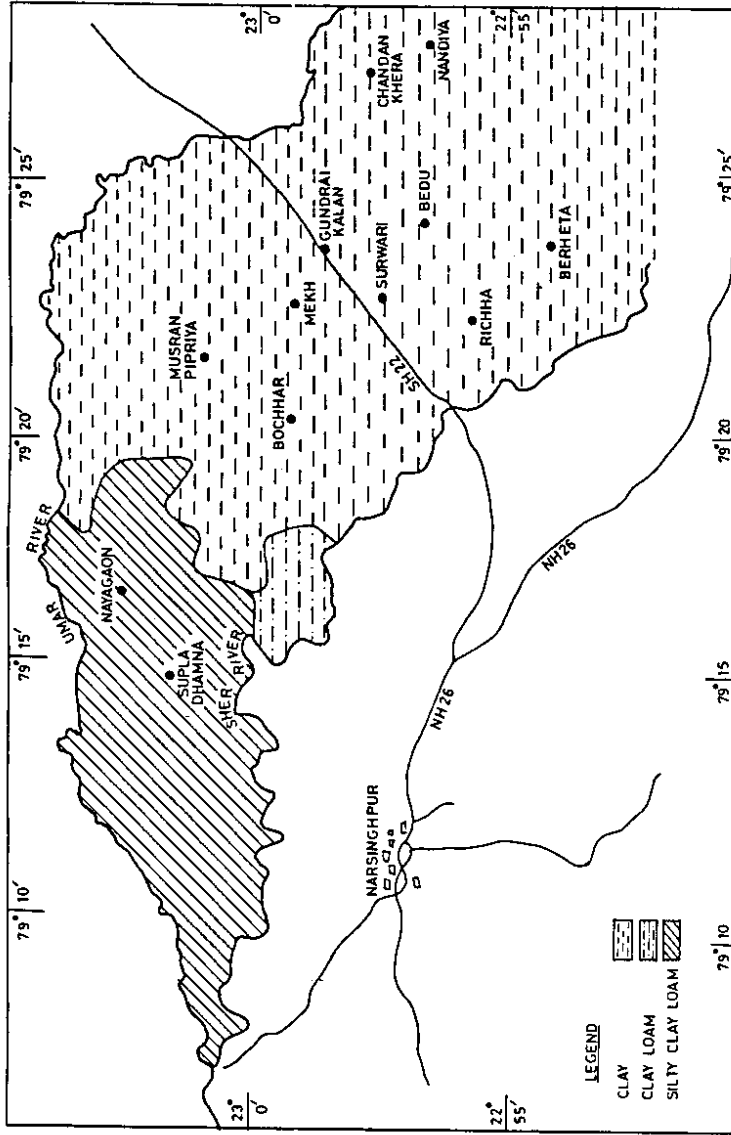 79° 10'
79° 15'
79° 20'
79° 25'
23° 0'
23° 0'
UMAR RIVER
NAYAGAON
SUPLA
DHAMNA
SHER RIVER
MUSRAN
PIPRIYA
BOCHHAR
MEKH
GUNDRAI
KALAN
SURWARI
CHANDAN
KHERA
NANDIYA
BEDU
RICHHA
BERHETA
SH 22
NARSINGHPUR
NH 26
NH 26
22° 55
22° 55
LEGEND
CLAY
CLAY LOAM
SILTY CLAY LOAM
79° 10
79° 15
79° 20
79° 25'